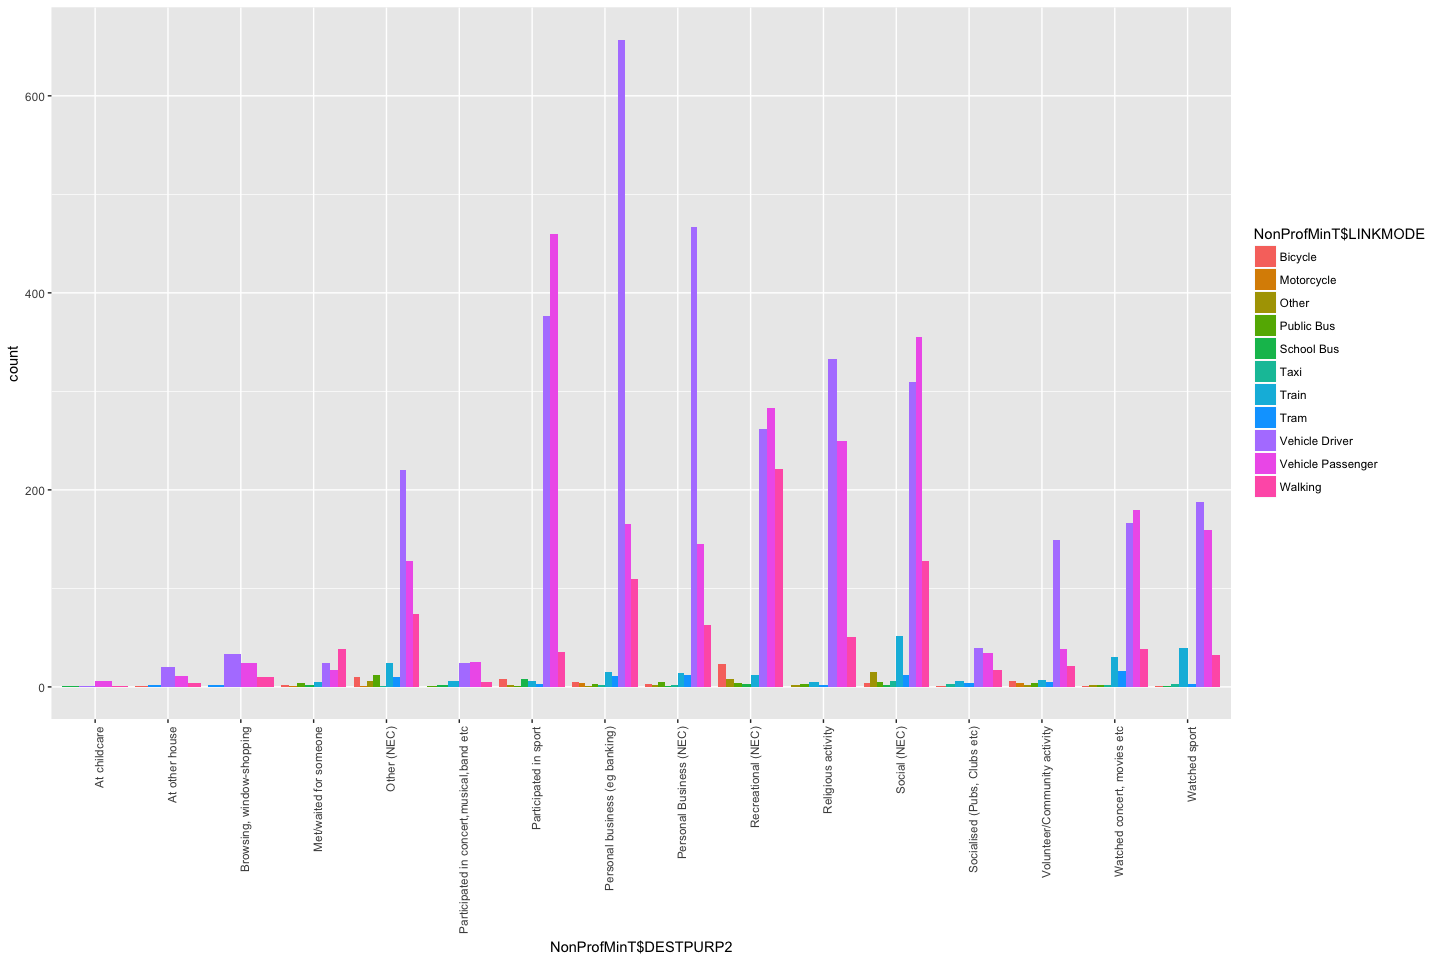 600
400
200
0
count
At childcare
At other house
Browsing, window-shopping
Met/waited for someone
Other (NEC)
Participated in concert,musical,band etc
Participated in sport
Personal business (eg banking)
Personal Business (NEC)
Recreational (NEC)
Religious activity
Social (NEC)
Socialised (Pubs, Clubs etc)
Volunteer/Community activity
Watched concert, movies etc
Watched sport
NonProfMinT$DESTPURP2
NonProfMinT$LINKMODE
Bicycle
Motorcycle
Other
Public Bus
School Bus
Taxi
Train
Tram
Vehicle Driver
Vehicle Passenger
Walking